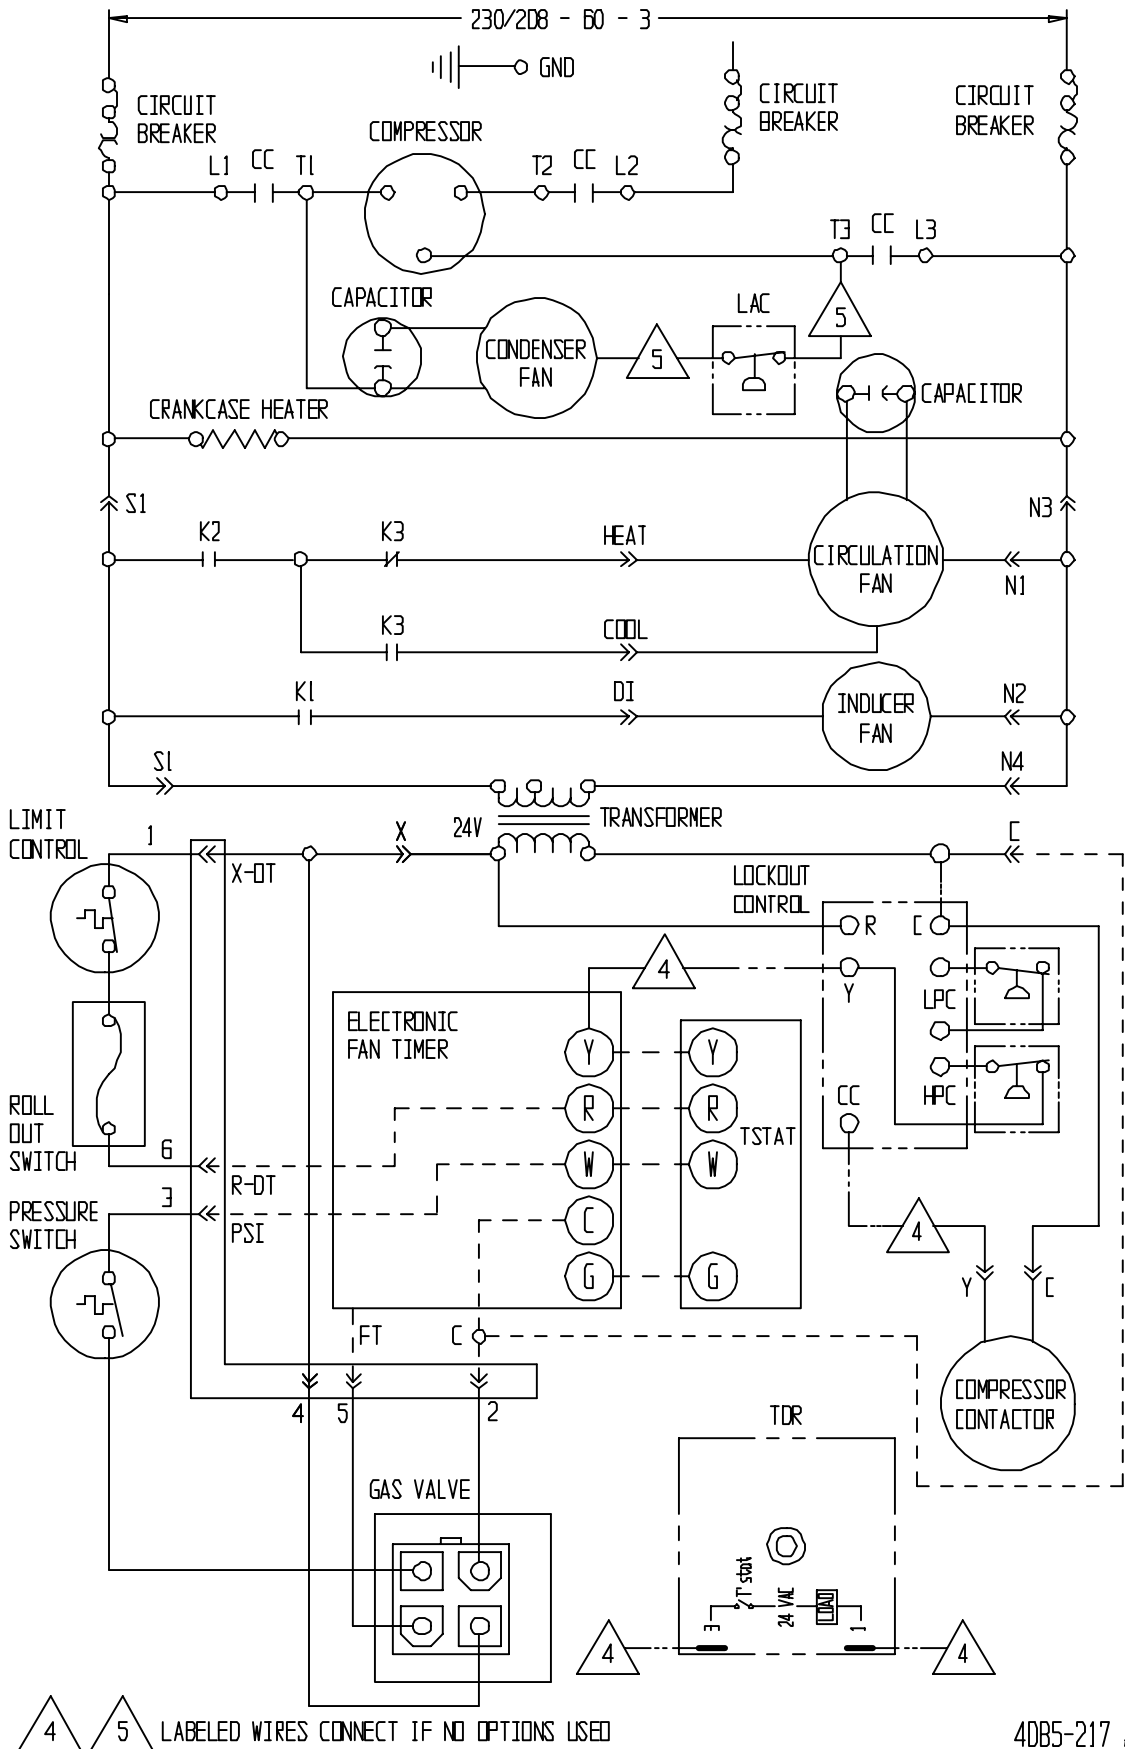 230/208 - 60 - 3
GND
CIRCUIT
BREAKER
CIRCUIT
BREAKER
CIRCUIT
BREAKER
COMPRESSOR
L1 CC T1
T2 CC L2
T3 CC L3
CAPACITOR
LAC
5
5
CONDENSER
FAN
CAPACITOR
CRANKCASE HEATER
S1
N3
K2
K3
HEAT
CIRCULATION
FAN
N1
K3
COOL
K1
DI
INDUCER
FAN
N2
S1
N4
LIMIT
CONTROL
1
X
24V
TRANSFORMER
C
X-OT
LOCKOUT
CONTROL
R
C
4
Y
LPC
ELECTRONIC
FAN TIMER
Y
Y
ROLL
OUT
SWITCH
R
R
CC
HPC
TSTAT
6
W
W
R-OT
3
PRESSURE
SWITCH
PSI
C
4
G
G
Y
C
FT
C
4
5
2
COMPRESSOR
CONTACTOR
TDR
GAS VALVE
T'stat
24 VAC
LOAD
3
1
4
4
4
5
LABELED WIRES CONNECT IF NO OPTIONS USED
4DB5-217